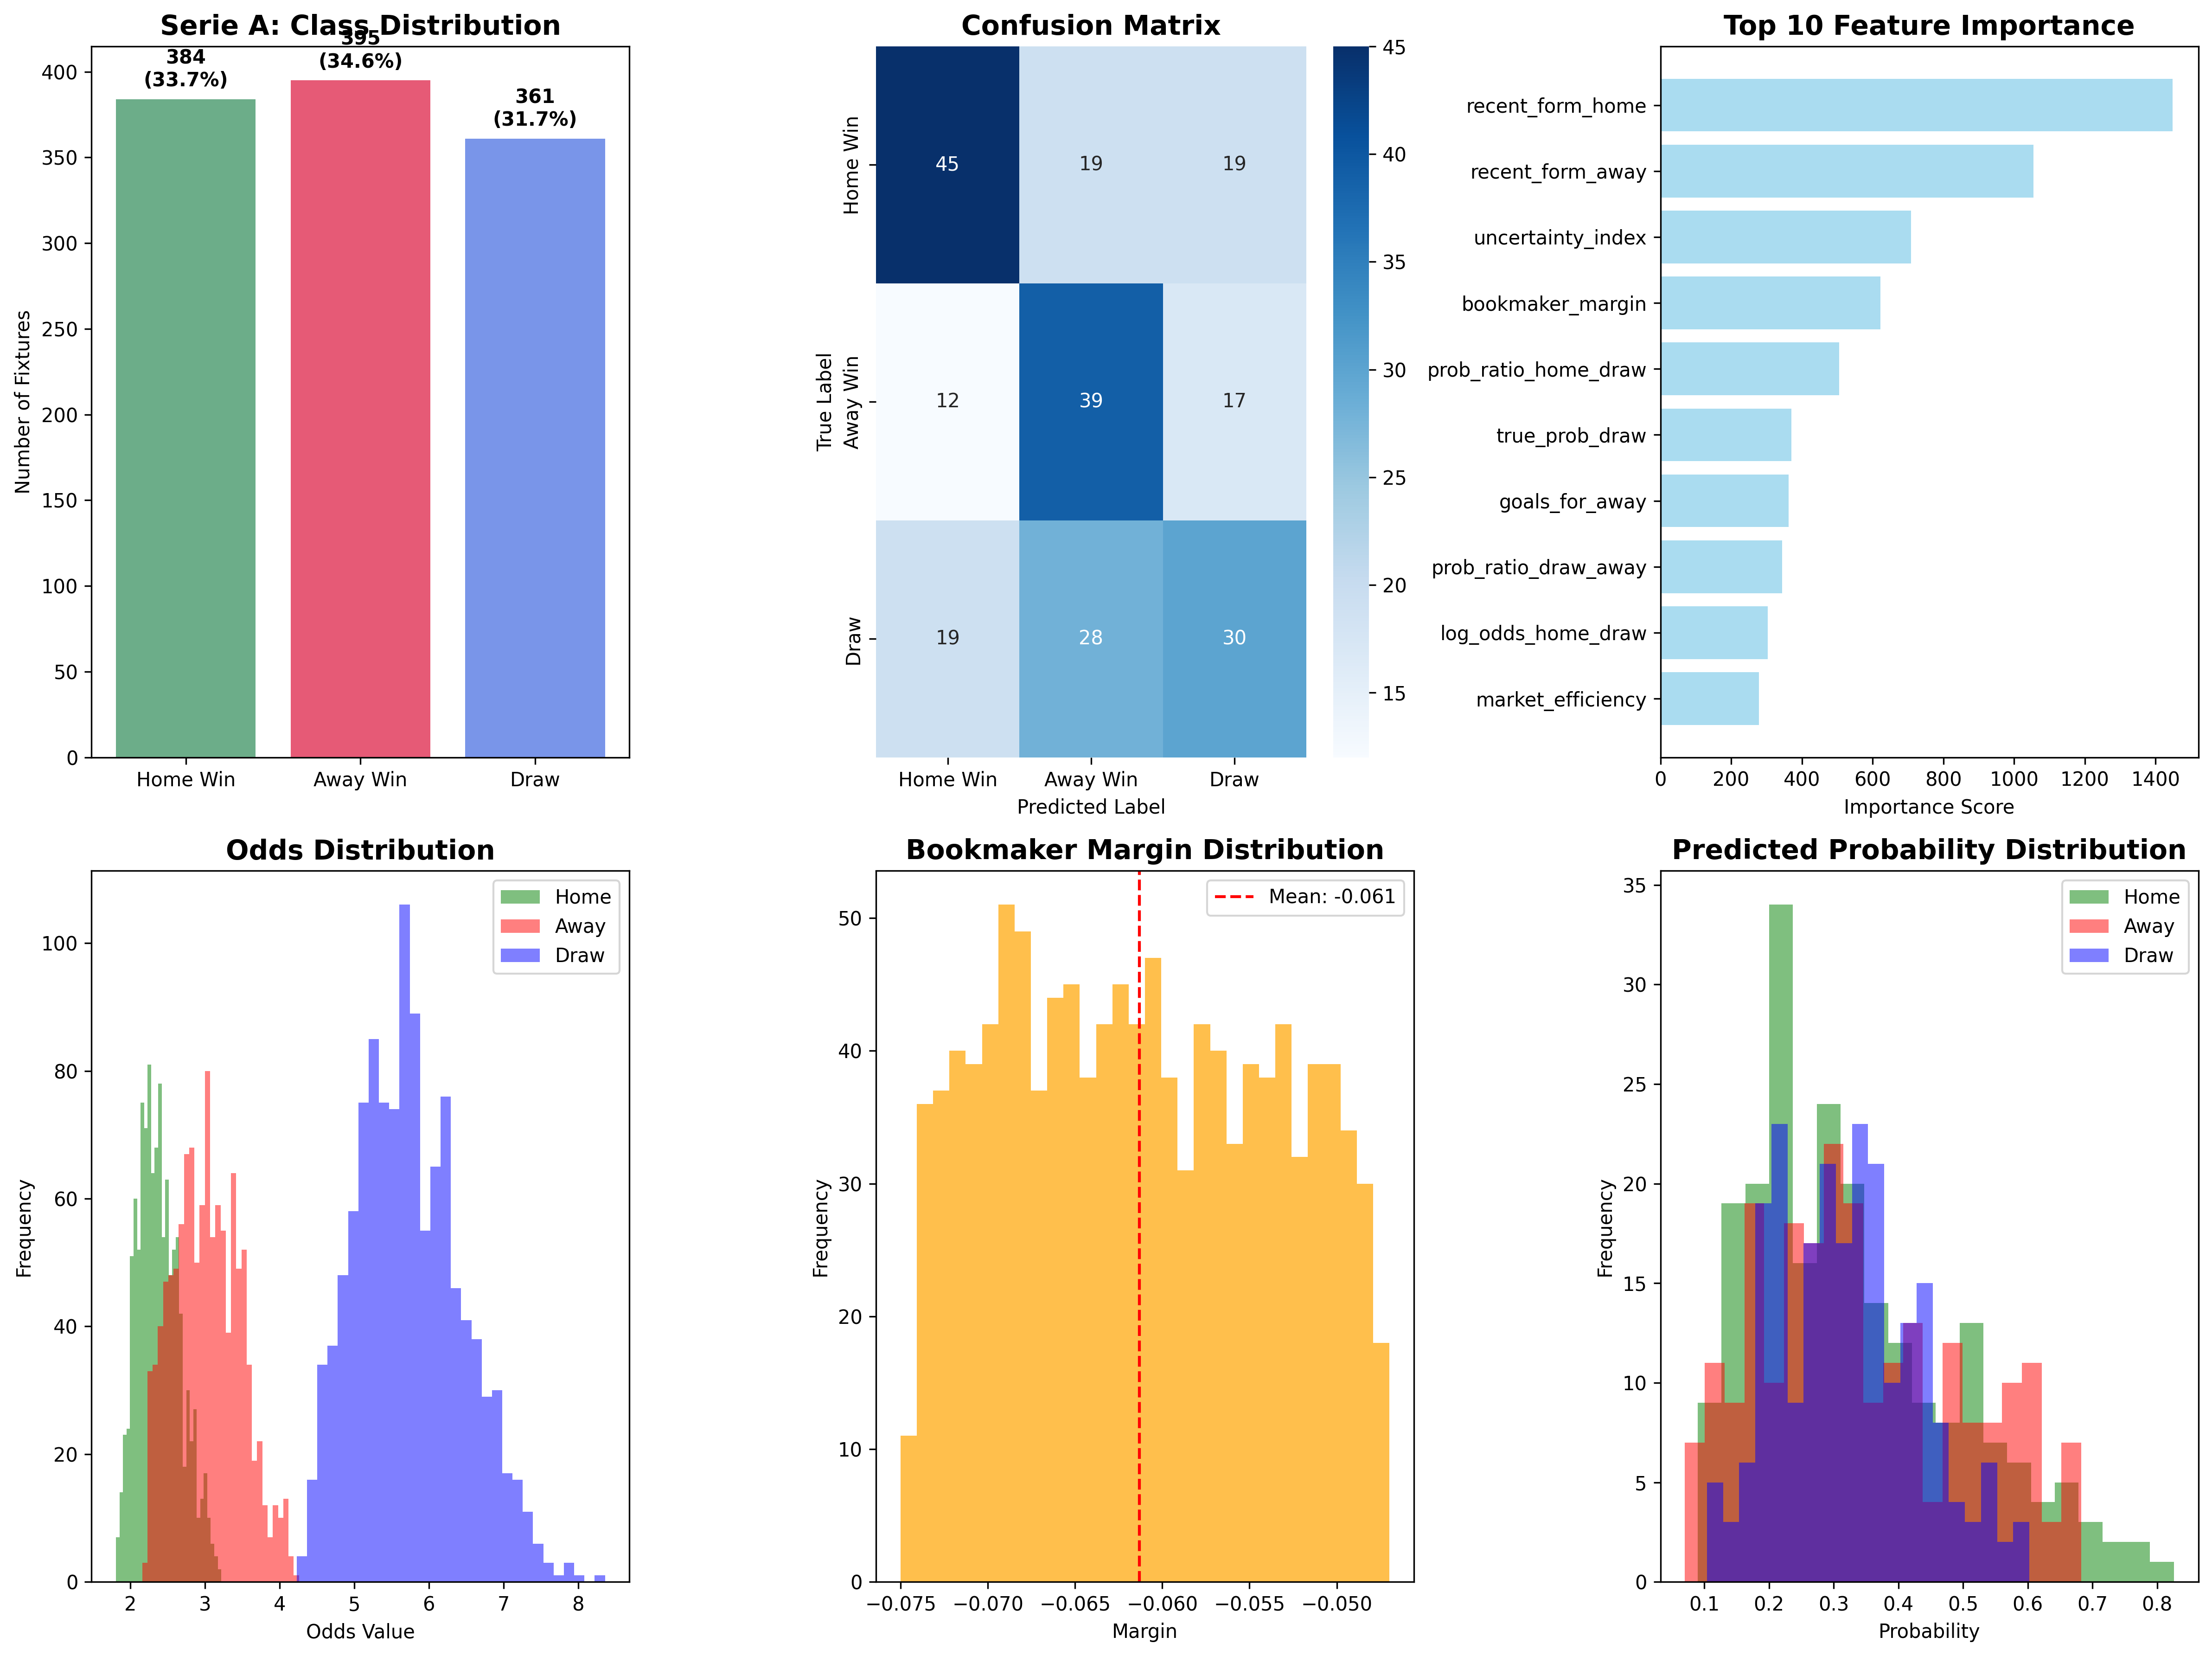 Serie A: Class Distribution
384
(33.7%)
395
(34.6%)
361
(31.7%)
400
350
300
250
200
150
100
50
0
Number of Fixtures
Home Win
Away Win
Draw
Confusion Matrix
45
19
19
12
39
17
19
28
30
Home Win
Away Win
Draw
True Label
Home Win
Away Win
Draw
Predicted Label
45
40
35
30
25
20
15
Top 10 Feature Importance
recent_form_home
recent_form_away
uncertainty_index
bookmaker_margin
prob_ratio_home_draw
true_prob_draw
goals_for_away
prob_ratio_draw_away
log_odds_home_draw
market_efficiency
0 200 400 600 800 1000 1200 1400
Importance Score
Odds Distribution
Home
Away
Draw
100
80
60
40
20
0
Frequency
2 3 4 5 6 7 8
Odds Value
Bookmaker Margin Distribution
Mean: -0.061
50
40
30
20
10
0
Frequency
−0.075 −0.070 −0.065 −0.060 −0.055 −0.050
Margin
Predicted Probability Distribution
Home
Away
Draw
35
30
25
20
15
10
5
0
Frequency
0.1 0.2 0.3 0.4 0.5 0.6 0.7 0.8
Probability